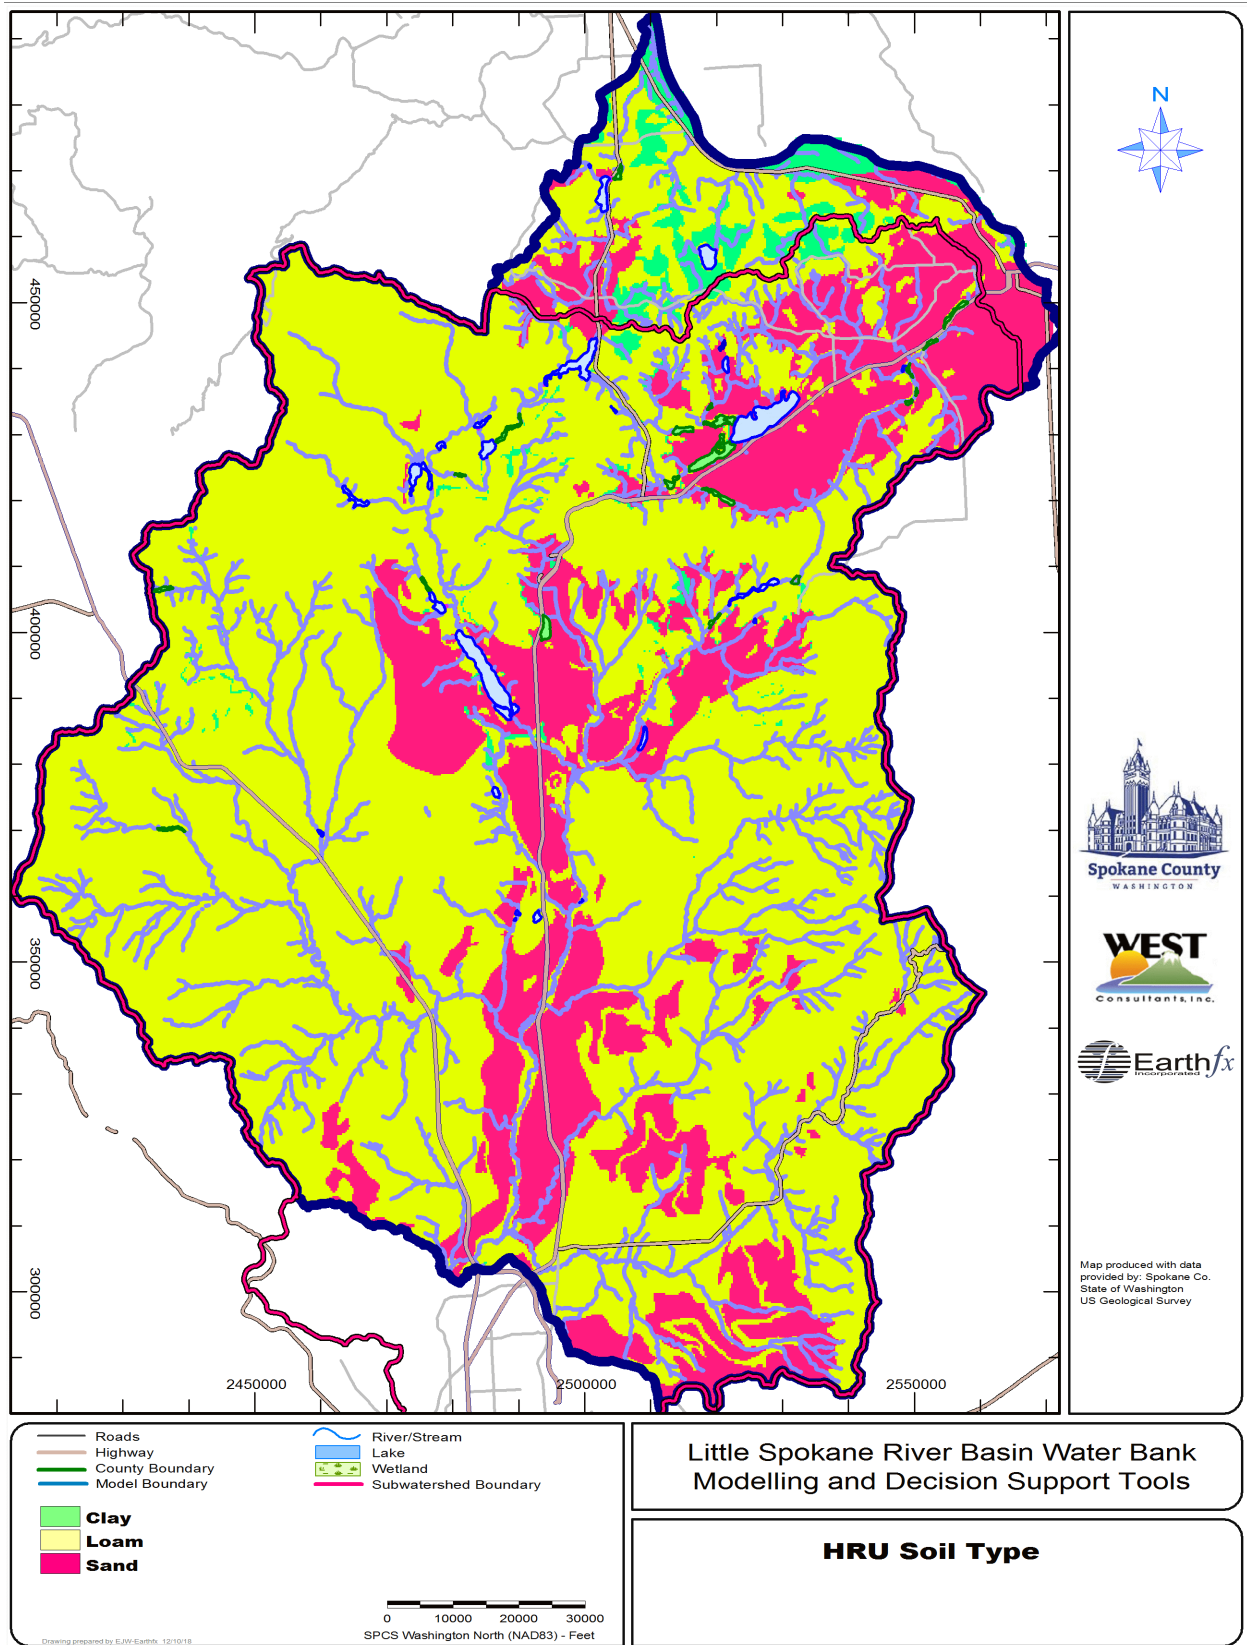 N
450000
400000
350000
300000
2450000
2500000
2550000
Spokane County
WASHINGTON
WEST
Consultants, Inc.
Earthfx
Incorporated
Map produced with data
provided by: Spokane Co.
State of Washington
US Geological Survey
Roads
Highway
County Boundary
Model Boundary
River/Stream
Lake
Wetland
Subwatershed Boundary
Clay
Loam
Sand
0 10000 20000 30000
SPCS Washington North (NAD83) - Feet
Drawing prepared by EJW-Earthfx 12/10/18
Little Spokane River Basin Water Bank
Modelling and Decision Support Tools
HRU Soil Type